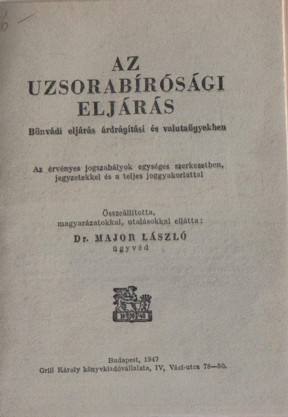 AZ
UZSORABÍRÓSÁGI
ELJÁRÁS
Bűnvádi eljárás árdrágítási és valutaügyekben
Az érvényes jogszabályok egységes szerkezetben,
jegyzetekkel és a teljes joggyakorlattal
Összeállította,
magyarázatokkal, utalásokkal ellátta:
Dr. MAJOR LÁSZLÓ
ügyvéd
Budapest, 1947
Grill Károly könyvkiadóvállalata, IV, Váci-utca 78—80.